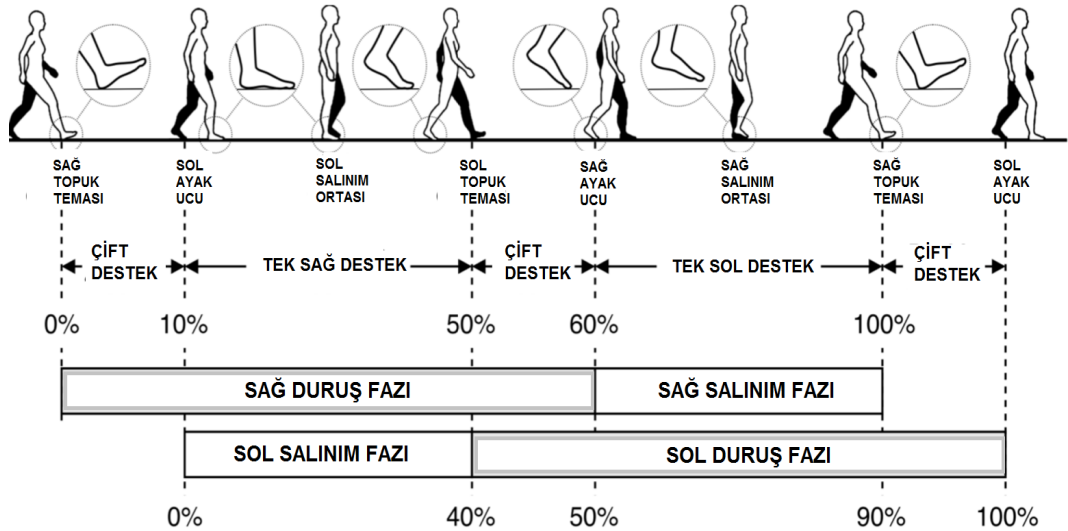 SAĞ
TOPUK
TEMASI
SOL
AYAK
UCU
SOL
SALINIM
ORTASI
SOL
TOPUK
TEMASI
SAĞ
AYAK
UCU
SAĞ
SALINIM
ORTASI
SAĞ
TOPUK
TEMASI
SOL
AYAK
UCU
ÇİFT
DESTEK
TEK SAĞ DESTEK
ÇİFT
DESTEK
TEK SOL DESTEK
ÇİFT
DESTEK
0% 10% 50% 60% 100%
SAĞ DURUŞ FAZI SAĞ SALINIM FAZI
SOL SALINIM FAZI SOL DURUŞ FAZI
0% 40% 50% 90% 100%